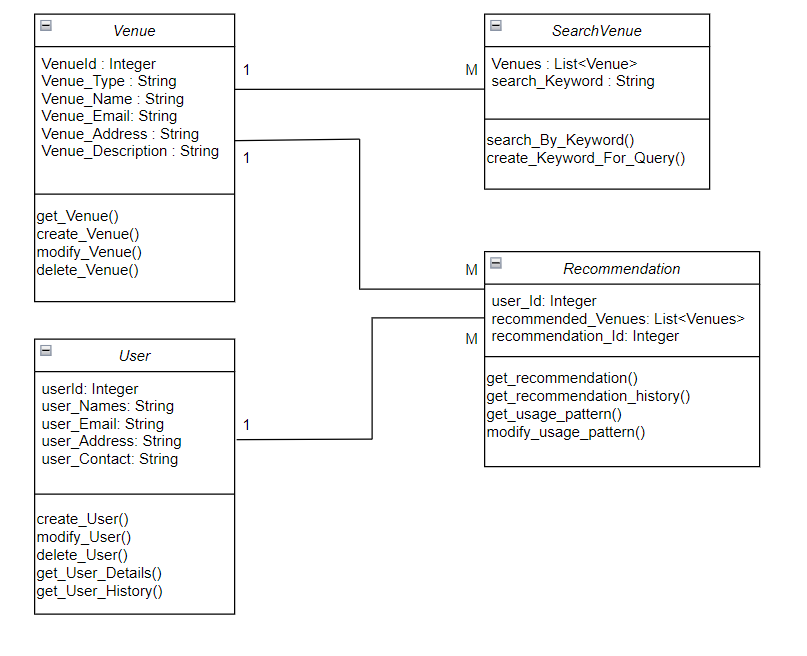 Venue
VenueId : Integer
Venue_Type : String
Venue_Name : String
Venue_Email: String
Venue_Address : String
Venue_Description : String
get_Venue()
create_Venue()
modify_Venue()
delete_Venue()
1
M
1
SearchVenue
Venues : List<Venue>
search_Keyword : String
search_By_Keyword()
create_Keyword_For_Query()
M
Recommendation
user_Id: Integer
recommended_Venues: List<Venues>
recommendation_Id: Integer
get_recommendation()
get_recommendation_history()
get_usage_pattern()
modify_usage_pattern()
M
1
User
userId: Integer
user_Names: String
user_Email: String
user_Address: String
user_Contact: String
create_User()
modify_User()
delete_User()
get_User_Details()
get_User_History()